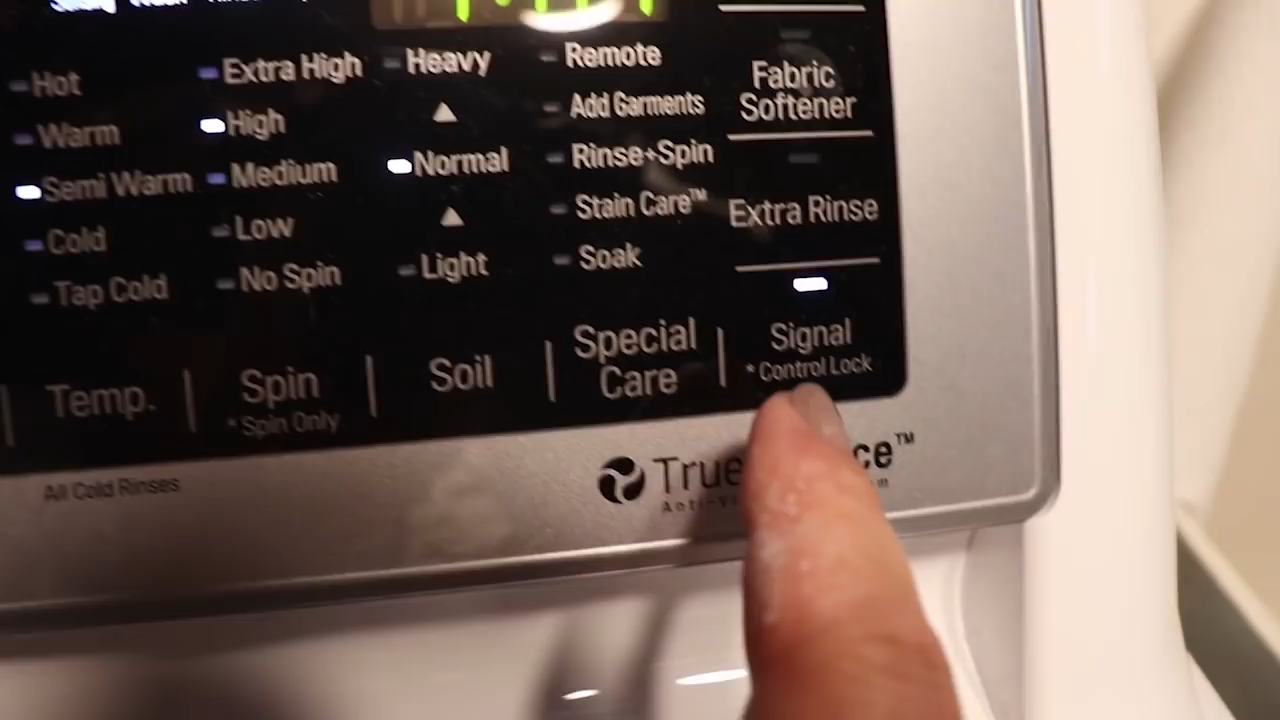 Hot
Warm
Semi Warm
Cold
Tap Cold
Temp.
Extra High
High
Medium
Low
No Spin
Spin
* Spin Only
Heavy
Normal
Light
Soil
Remote
Add Garments
Rinse+Spin
Stain Care™
Soak
Special
Care
Fabric
Softener
Extra Rinse
Signal
* Control Lock
All Cold Rinses